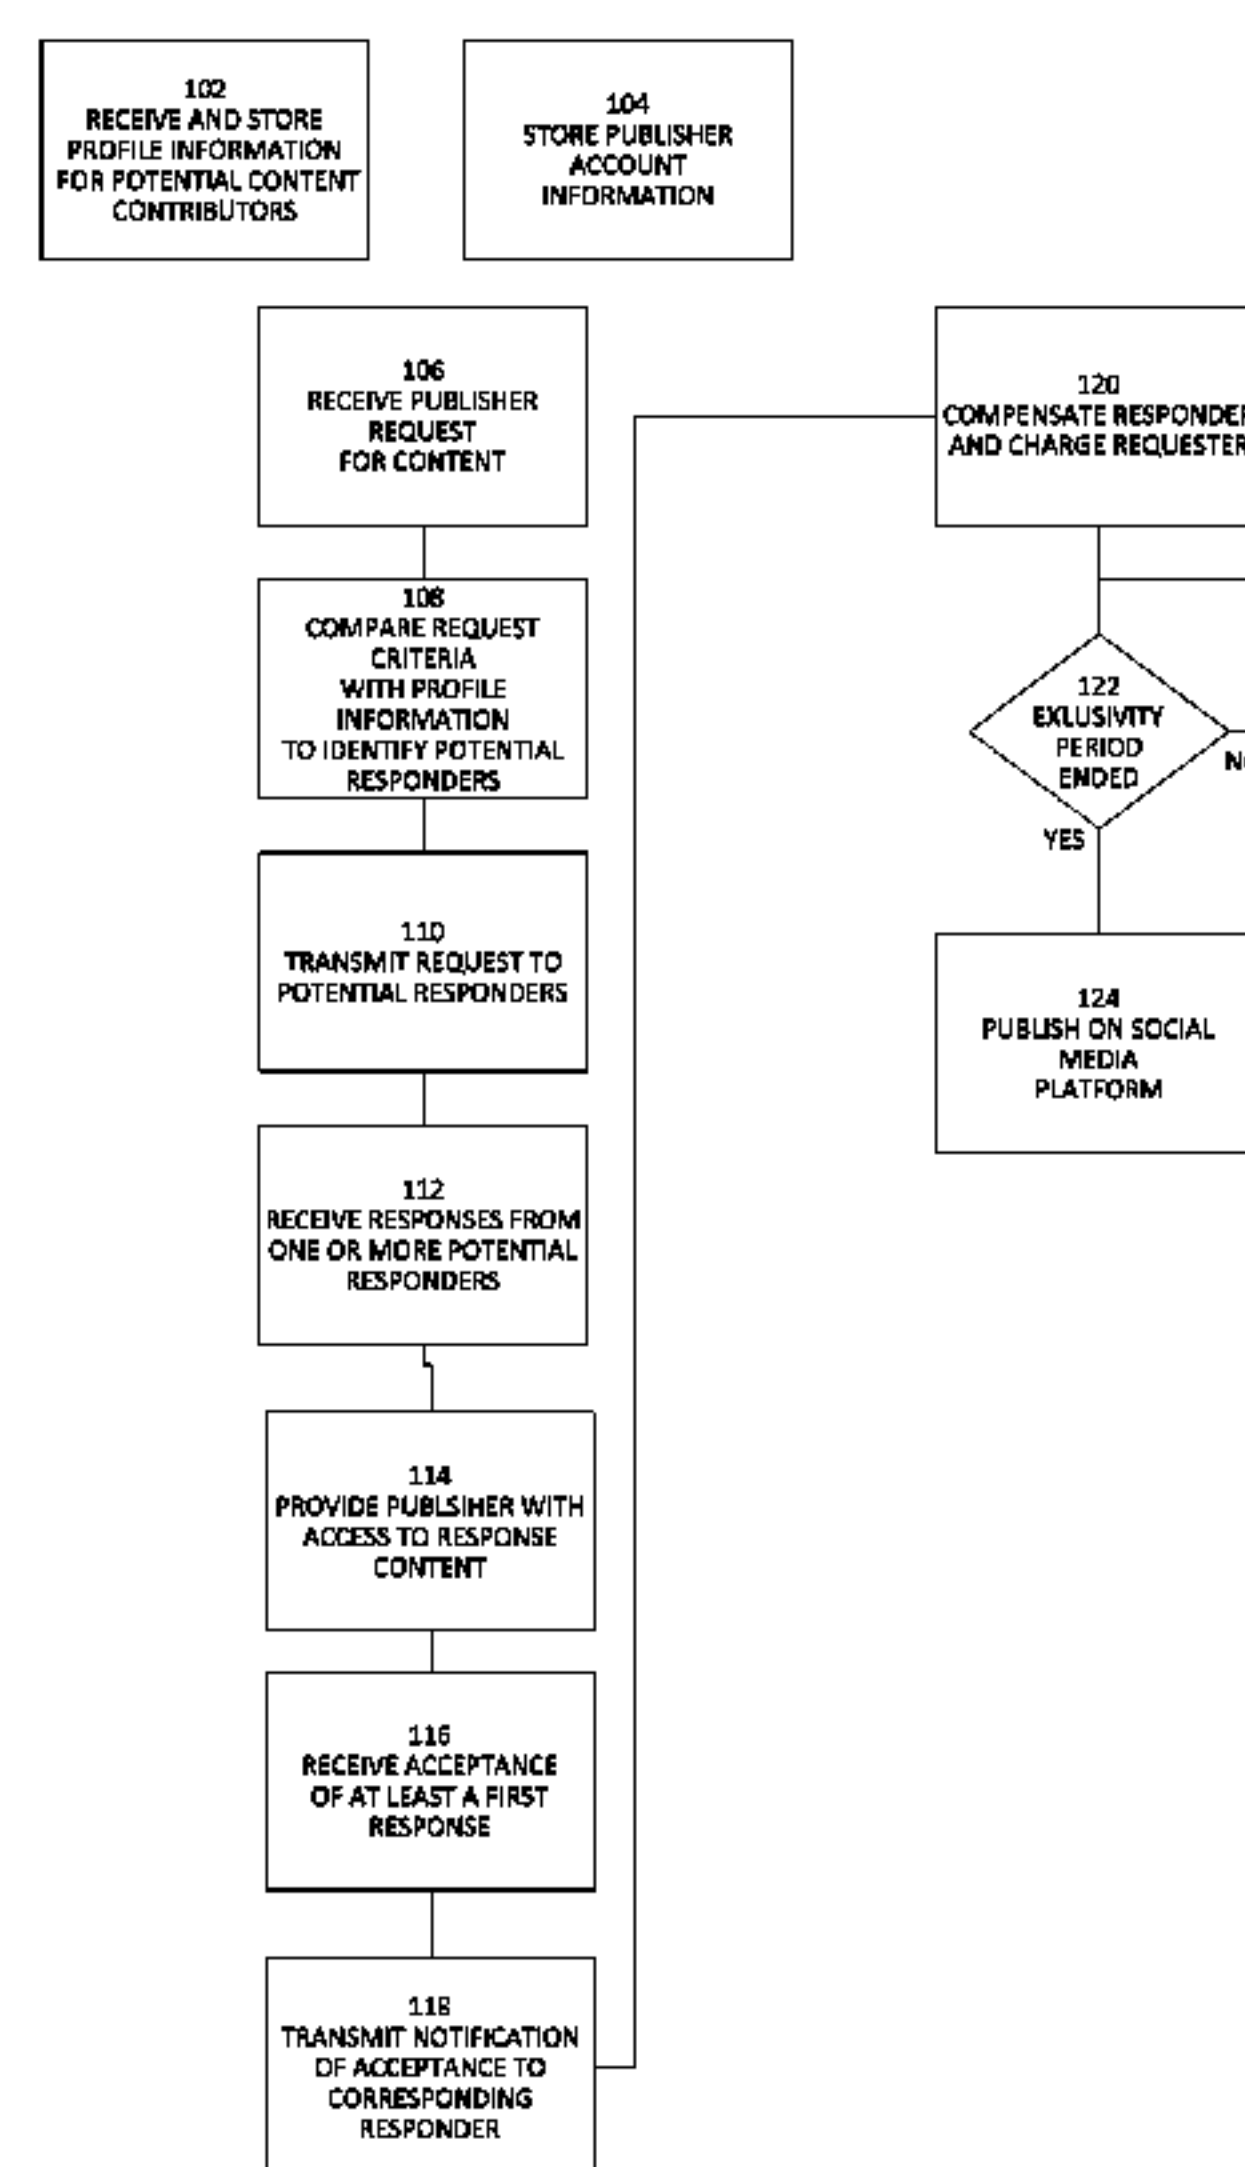 102
RECEIVE AND STORE
PROFILE INFORMATION
FOR POTENTIAL CONTENT
CONTRIBUTORS
104
STORE PUBLISHER
ACCOUNT
INFORMATION
106
RECEIVE PUBLISHER
REQUEST
FOR CONTENT
108
COMPARE REQUEST
CRITERIA
WITH PROFILE
INFORMATION
TO IDENTIFY POTENTIAL
RESPONDERS
110
TRANSMIT REQUEST TO
POTENTIAL RESPONDERS
112
RECEIVE RESPONSES FROM
ONE OR MORE POTENTIAL
RESPONDERS
114
PROVIDE PUBLSIHER WITH
ACCESS TO RESPONSE
CONTENT
116
RECEIVE ACCEPTANCE
OF AT LEAST A FIRST
RESPONSE
118
TRANSMIT NOTIFICATION
OF ACCEPTANCE TO
CORRESPONDING
RESPONDER
120
COMPENSATE RESPONDER
AND CHARGE REQUESTER
122
EXLUSIVITY
PERIOD
ENDED
NO
YES
124
PUBLISH ON SOCIAL
MEDIA
PLATFORM